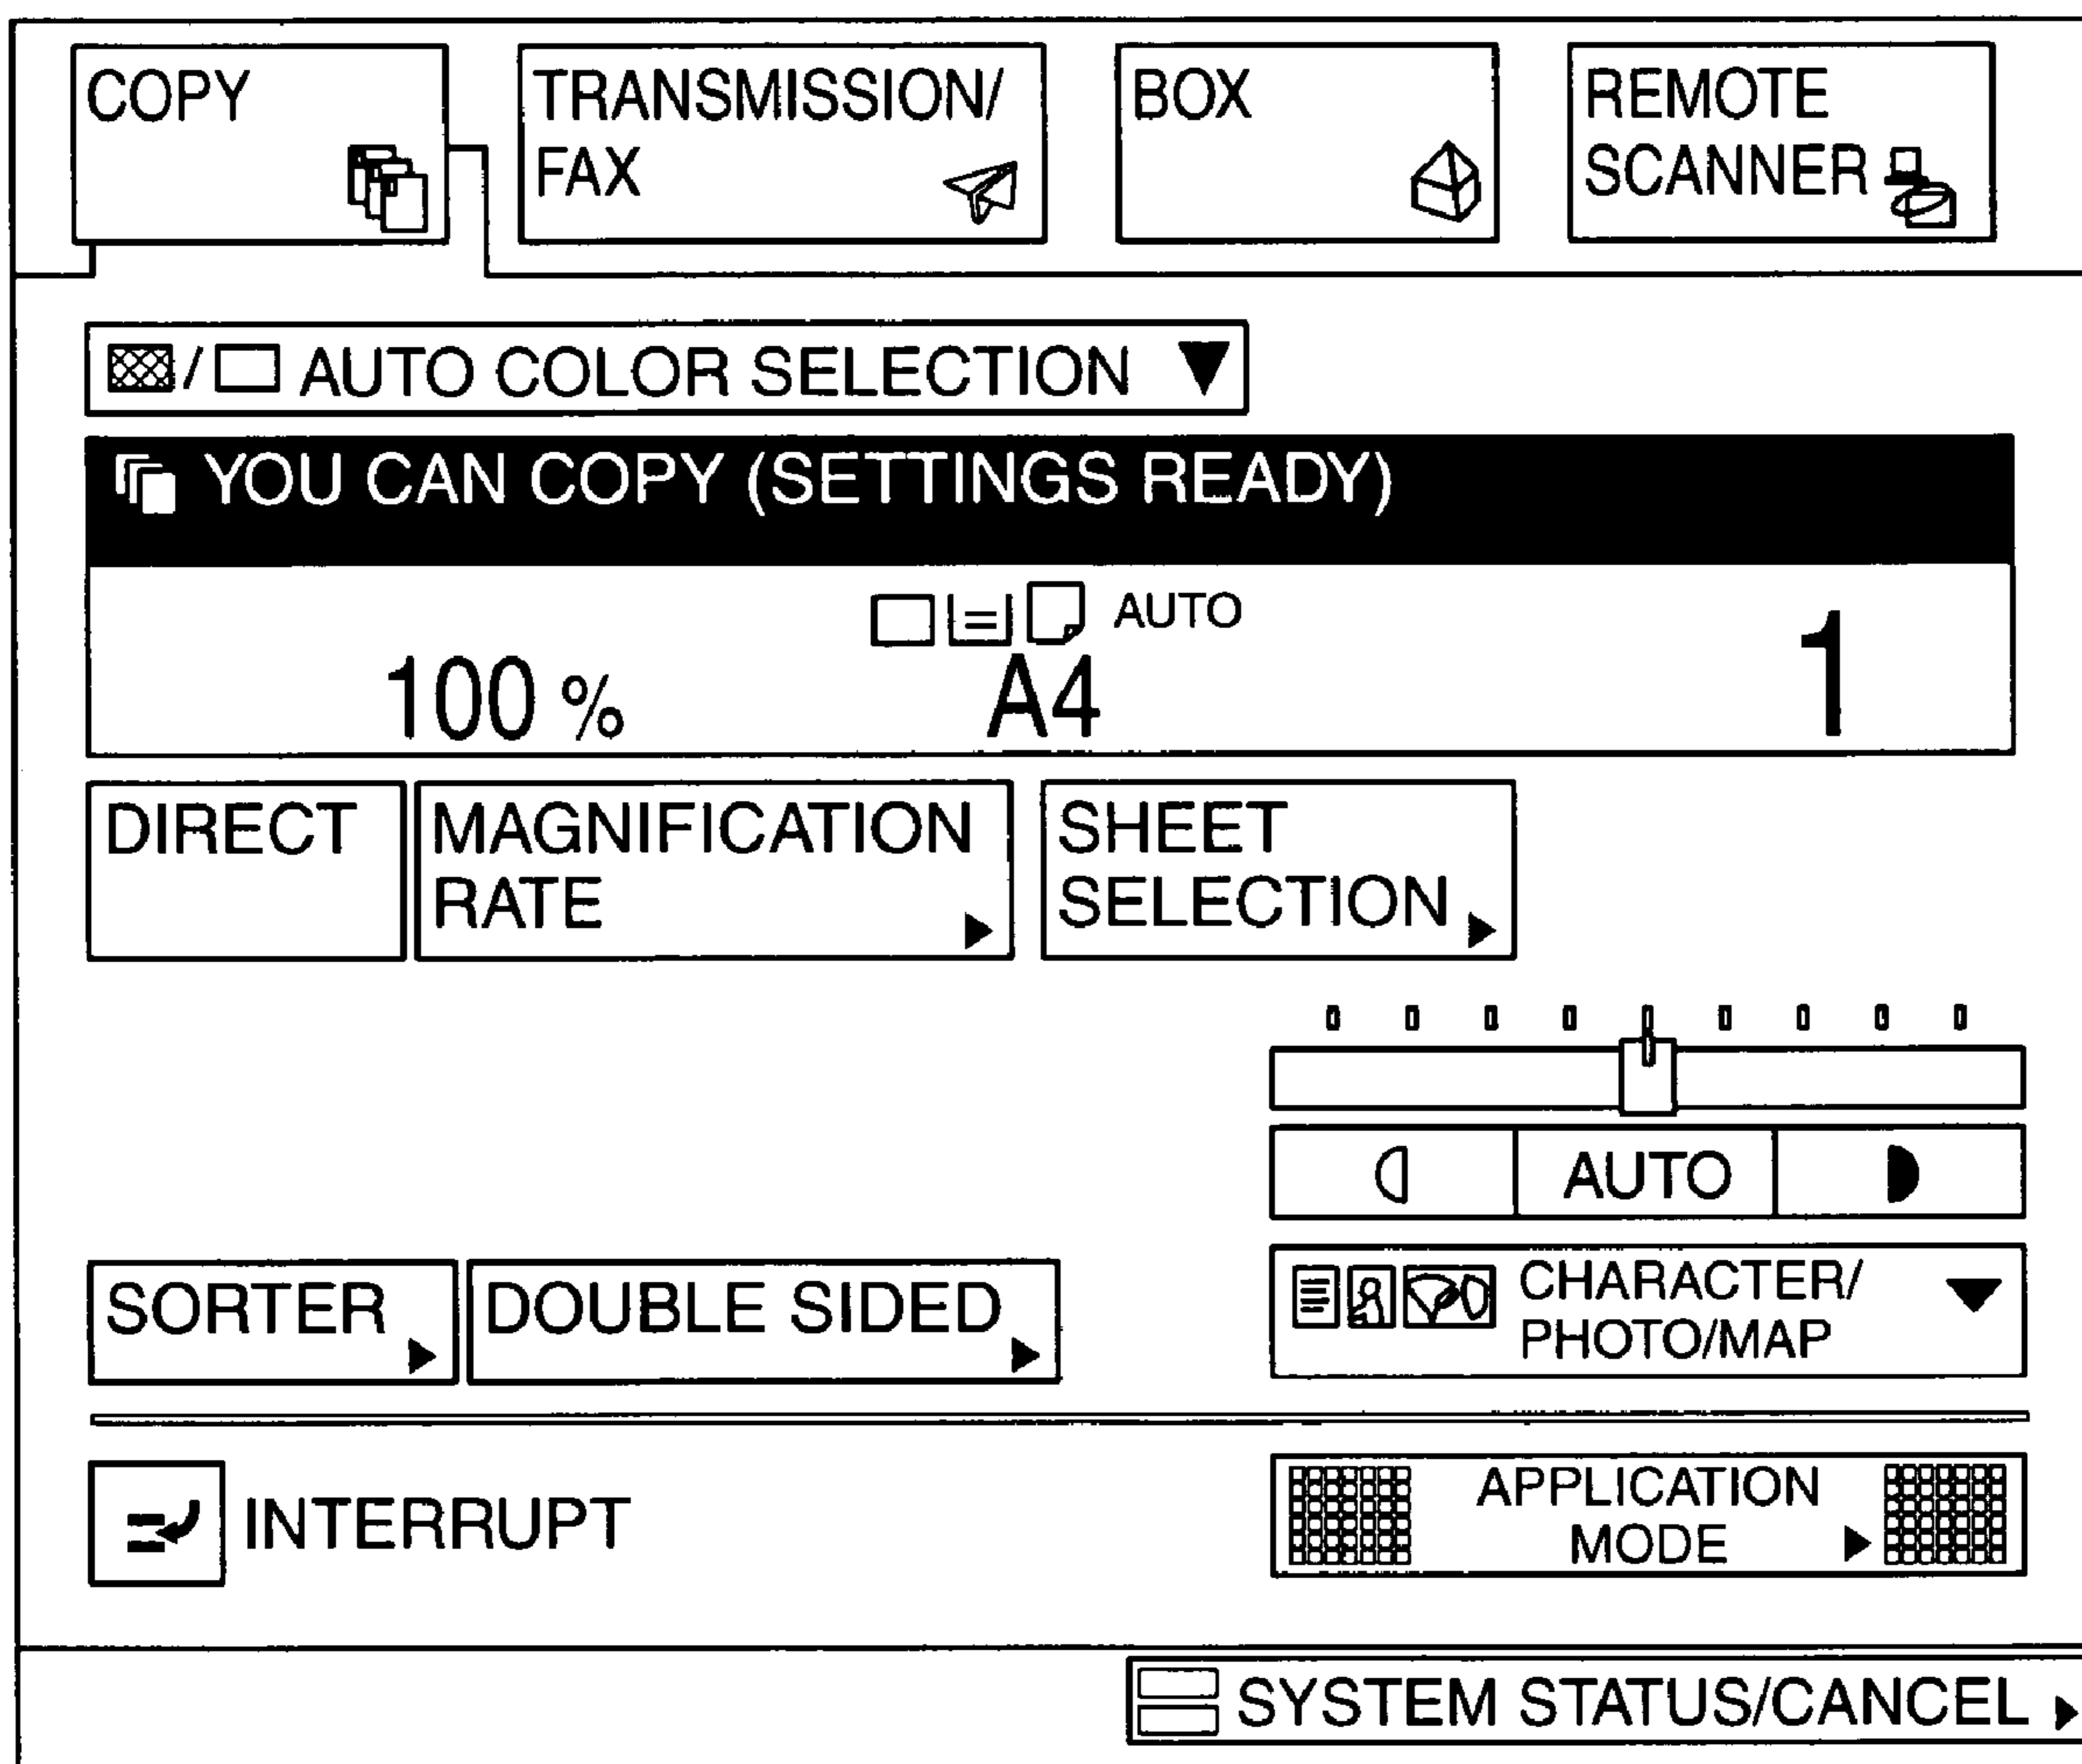 COPY
TRANSMISSION/
FAX
BOX
REMOTE
SCANNER
/ AUTO COLOR SELECTION
YOU CAN COPY (SETTINGS READY)
AUTO
100 % A4 1
DIRECT
MAGNIFICATION
RATE
SHEET
SELECTION
AUTO
SORTER
DOUBLE SIDED
CHARACTER/
PHOTO/MAP
INTERRUPT
APPLICATION
MODE
SYSTEM STATUS/CANCEL